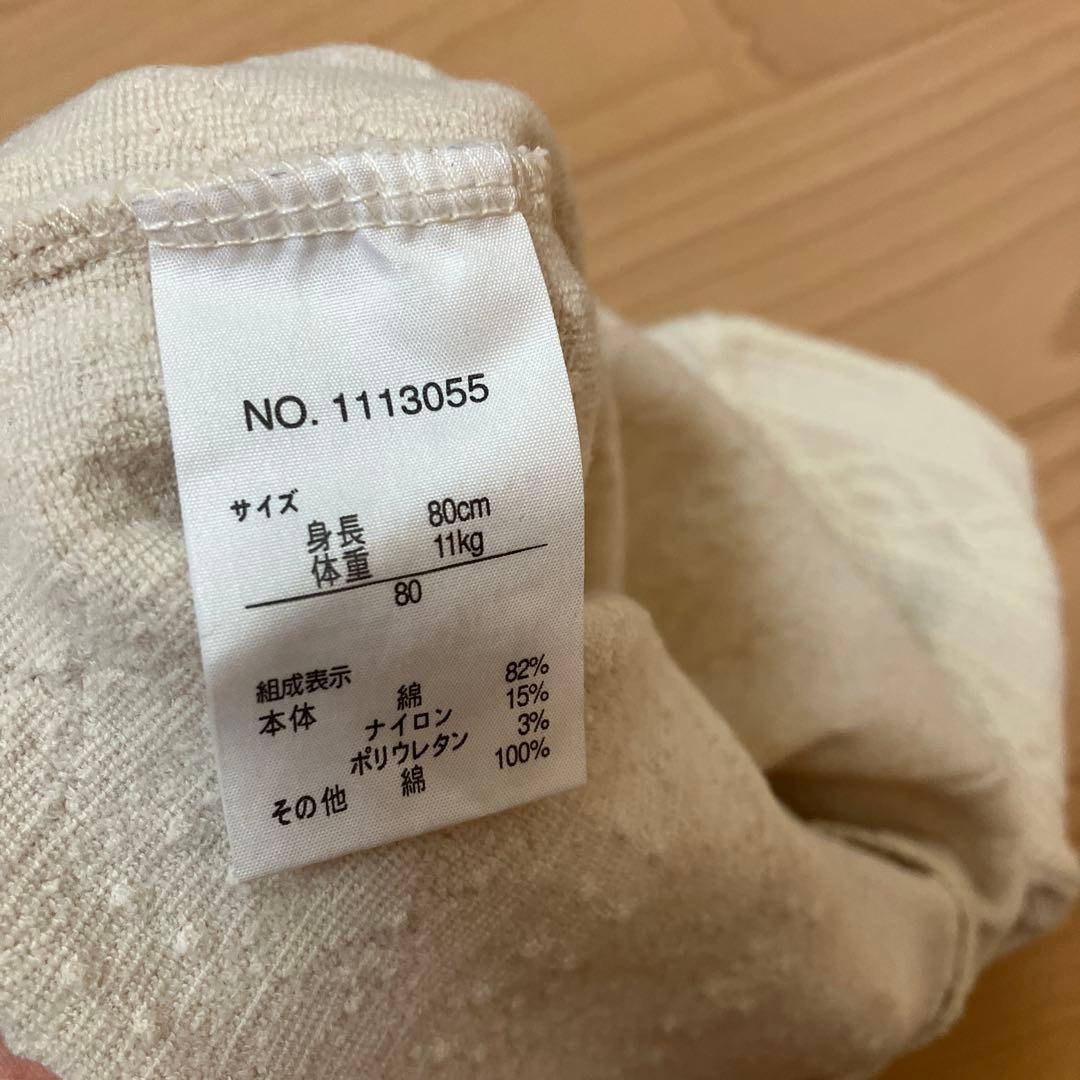 NO. 1113055
サイズ
身長 80cm
体重 11kg
80
組成表示
本体 綿 82%
ナイロン 15%
ポリウレタン 3%
その他 綿 100%